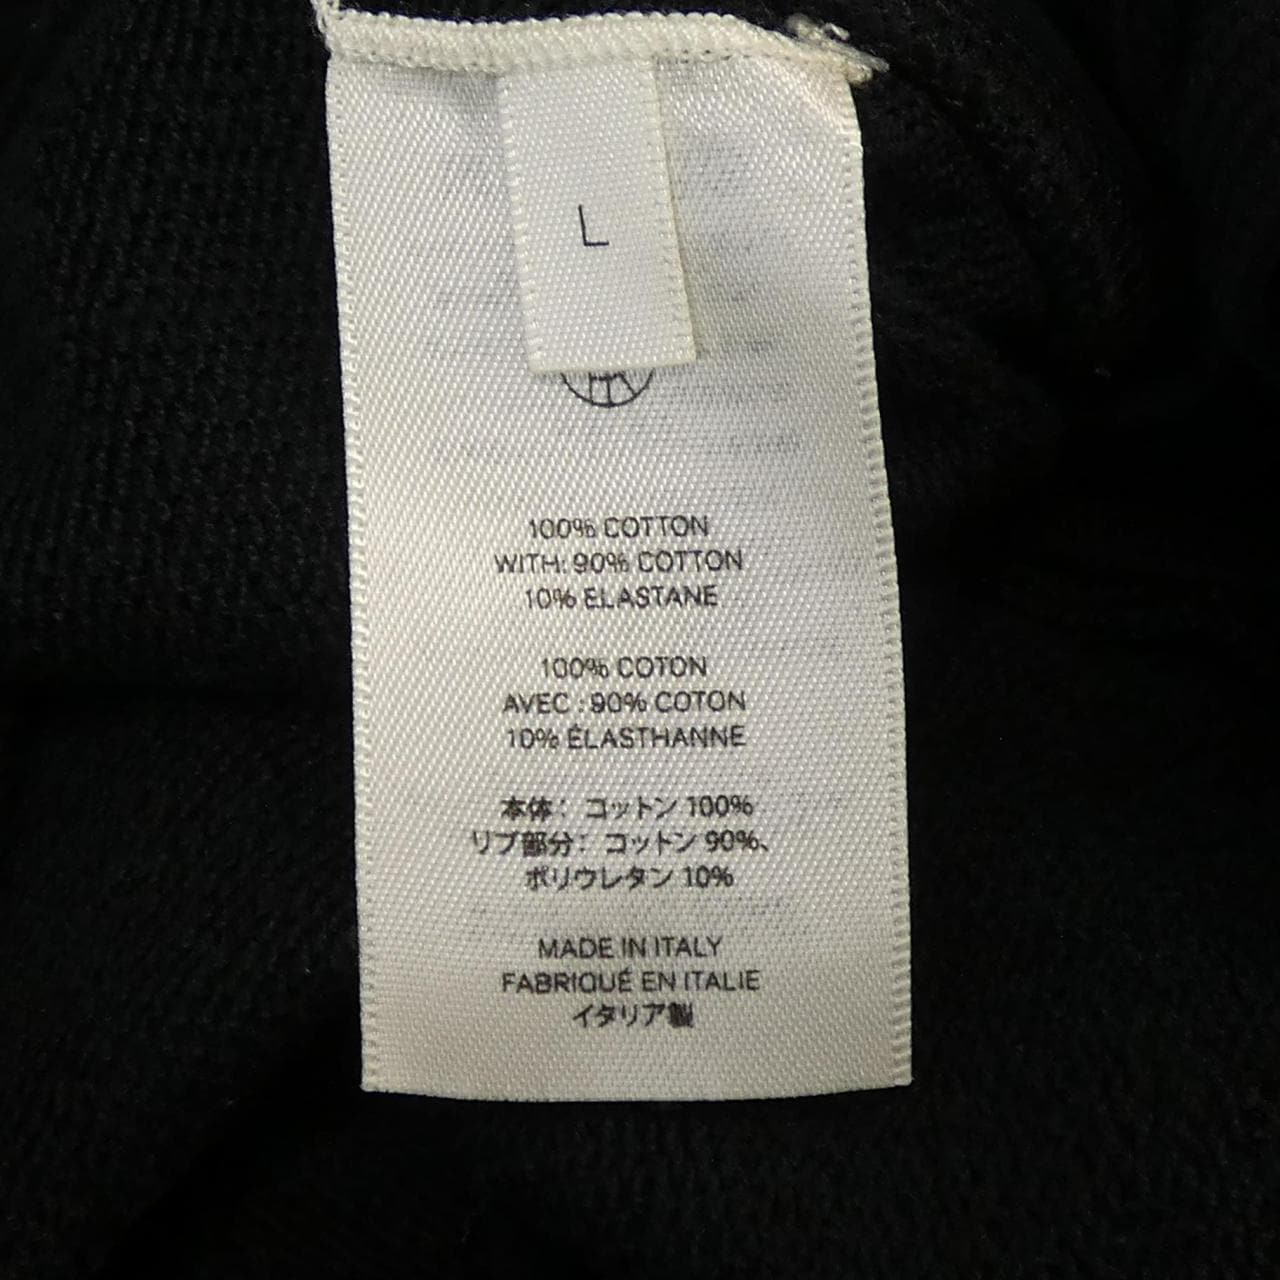 L
100% COTTON
WITH: 90% COTTON
10% ELASTANE
100% COTON
AVEC : 90% COTON
10% ÉLASTHANNE
本体： コットン 100%
リブ部分： コットン 90%、
ポリウレタン 10%
MADE IN ITALY
FABRIQUÉ EN ITALIE
イタリア製